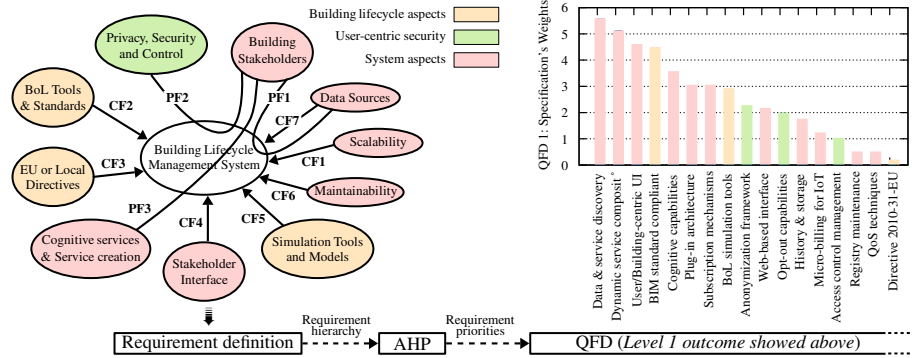 Building lifecycle aspects
User-centric security
System aspects
Privacy, Security
and Control
Building
Stakeholders
BoL Tools
& Standards
CF2
PF2
PF1
Data Sources
CF7
Building Lifecycle
Management System
Scalability
CF1
EU or Local
Directives
CF3
CF6
Maintainability
PF3
CF4
CF5
Cognitive services
& Service creation
Stakeholder
Interface
Simulation Tools
and Models
QFD 1: Specification's Weights
6
5
4
3
2
1
0
Data & service discovery
Dynamic service composit°
User/Building-centric UI
BIM standard compliant
Cognitive capabilities
Plug-in architecture
Subscription mechanisms
BoL simulation tools
Anonymization framework
Web-based interface
Opt-out capabilities
History & storage
Micro-billing for IoT
Access control management
Registry maintenance
QoS techniques
Directive 2010-31-EU
Requirement definition
Requirement
hierarchy
AHP
Requirement
priorities
QFD (Level 1 outcome showed above)